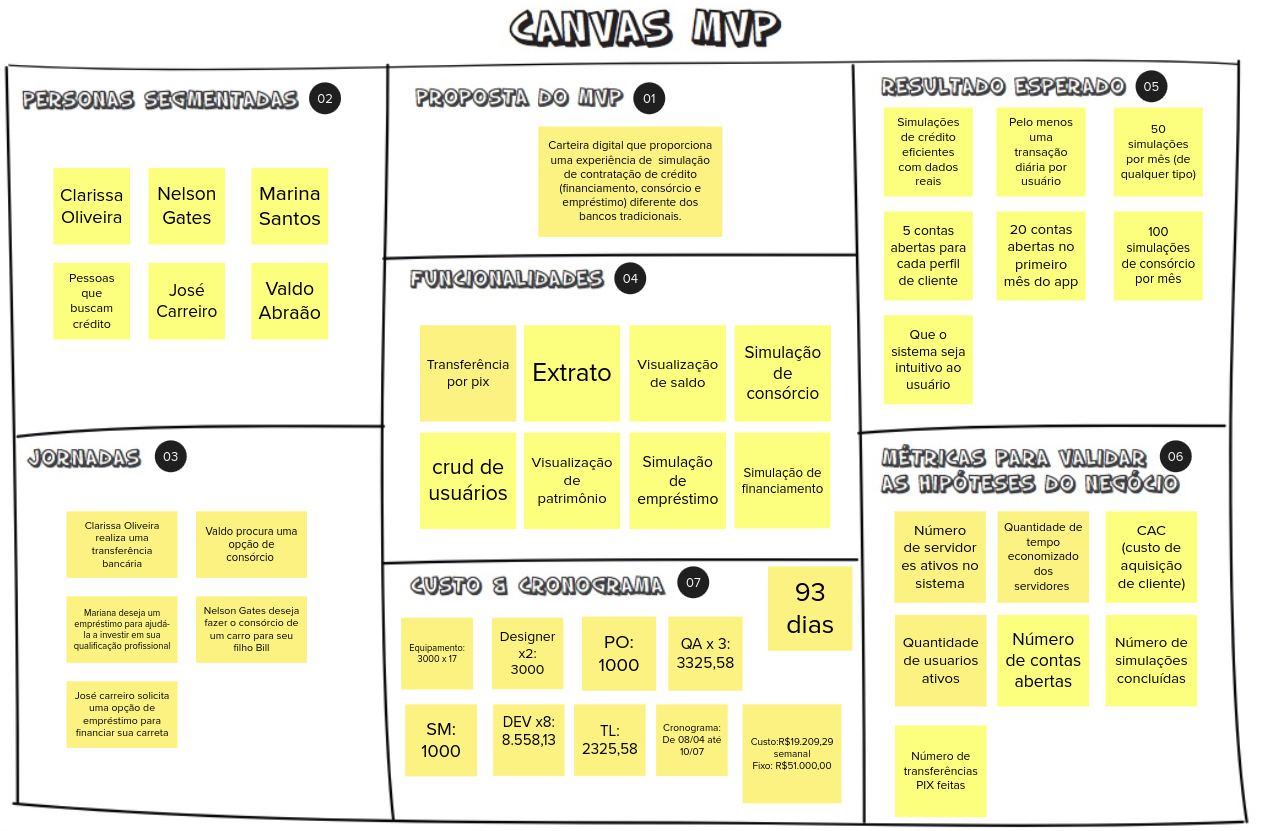 CANVAS MVP
PERSONAS SEGMENTADAS 02
Clarissa
Oliveira
Nelson
Gates
Marina
Santos
Pessoas
que
buscam
crédito
José
Carreiro
Valdo
Abraão
PROPOSTA DO MVP 01
Carteira digital que proporciona
uma experiência de simulação
de contratação de crédito
(financiamento, consórcio e
empréstimo) diferente dos
bancos tradicionais.
JORNADAS 03
Clarissa Oliveira
realiza uma
transferência
bancária
Valdo procura uma
opção de
consórcio
Mariana deseja um
empréstimo para ajudá-
la a investir em sua
qualificação profissional
Nelson Gates deseja
fazer o consórcio de
um carro para seu
filho Bill
José carreiro solicita
uma opção de
empréstimo para
financiar sua carreta
FUNCIONALIDADES 04
Transferência
por pix
Extrato
Visualização
de saldo
Simulação
de
consórcio
crud de
usuários
Visualização
de
patrimônio
Simulação
de
empréstimo
Simulação de
financiamento
RESULTADO ESPERADO 05
Simulações
de crédito
eficientes
com dados
reais
Pelo menos
uma
transação
diária por
usuário
50
simulações
por mês (de
qualquer tipo)
5 contas
abertas para
cada perfil
de cliente
20 contas
abertas no
primeiro
mês do app
100
simulações
de consórcio
por mês
Que o
sistema seja
intuitivo ao
usuário
MÉTRICAS PARA VALIDAR 06
AS HIPÓTESES DO NEGÓCIO
Número
de servidor
es ativos no
sistema
Quantidade de
tempo
economizado
dos
servidores
CAC
(custo de
aquisição
de cliente)
Quantidade
de usuarios
ativos
Número
de contas
abertas
Número de
simulações
concluídas
Número de
transferências
PIX feitas
CUSTO & CRONOGRAMA 07
93
dias
Equipamento:
3000 x 17
Designer
x2:
3000
PO:
1000
QA x 3:
3325,58
SM:
1000
DEV x8:
8.558,13
TL:
2325,58
Cronograma:
De 08/04 até
10/07
Custo:R$19.209,29
semanal
Fixo: R$51.000,00